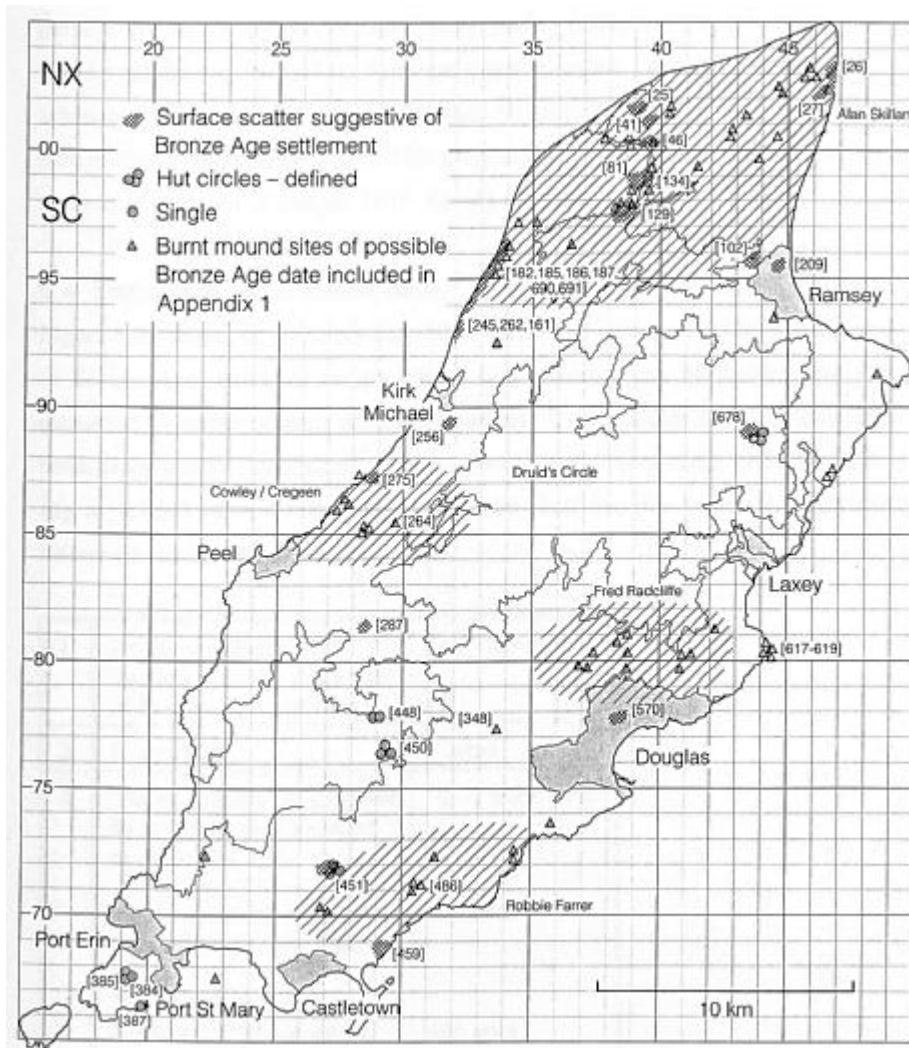 20 25 30 35 40 45
NX
[26]
[25]
Surface scatter suggestive of
Bronze Age settlement
[27]
Alan Skillan
[41]
[46]
00
Hut circles – defined
[81]
[134]
SC
Single
[129]
Burnt mound sites of possible
Bronze Age date included in
Appendix 1
[102]
[209]
95
[182,185,186,187
690,691]
Ramsey
[245,262,161]
90
Kirk
Michael
[256]
[678]
Druid's Circle
[275]
Cowley / Cregeen
[264]
85
Peel
Laxey
Fred Radcliffe
[287]
80
[617-619]
[448]
[348]
[570]
[450]
Douglas
75
[451]
[486]
70
Robbie Farrer
Port Erin
[459]
[385]
[384]
Port St Mary
Castletown
[387]
10 km